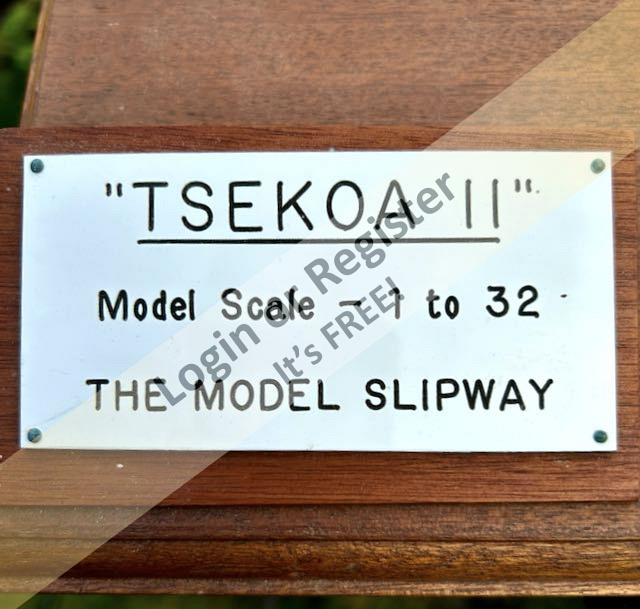 "TSEKOA II"
Model Scale - 1 to 32
THE MODEL SLIPWAY
Login or Register
It's FREE!